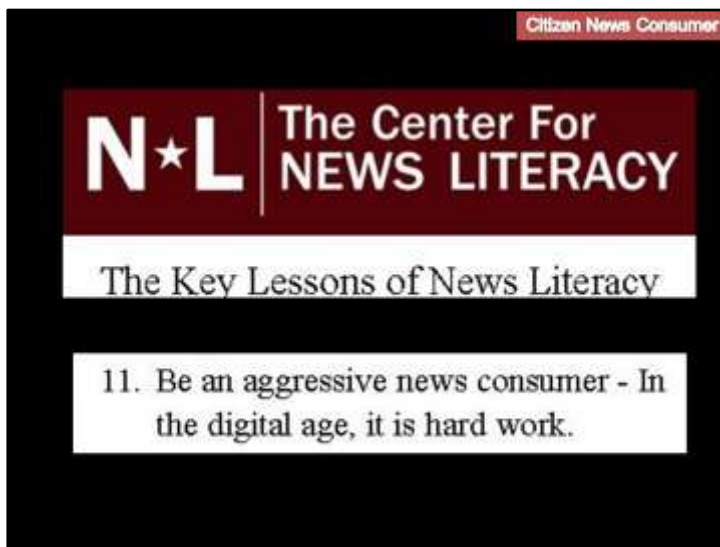 Citizen News Consumer
N★L
The Center For
NEWS LITERACY
The Key Lessons of News Literacy
11. Be an aggressive news consumer - In
the digital age, it is hard work.